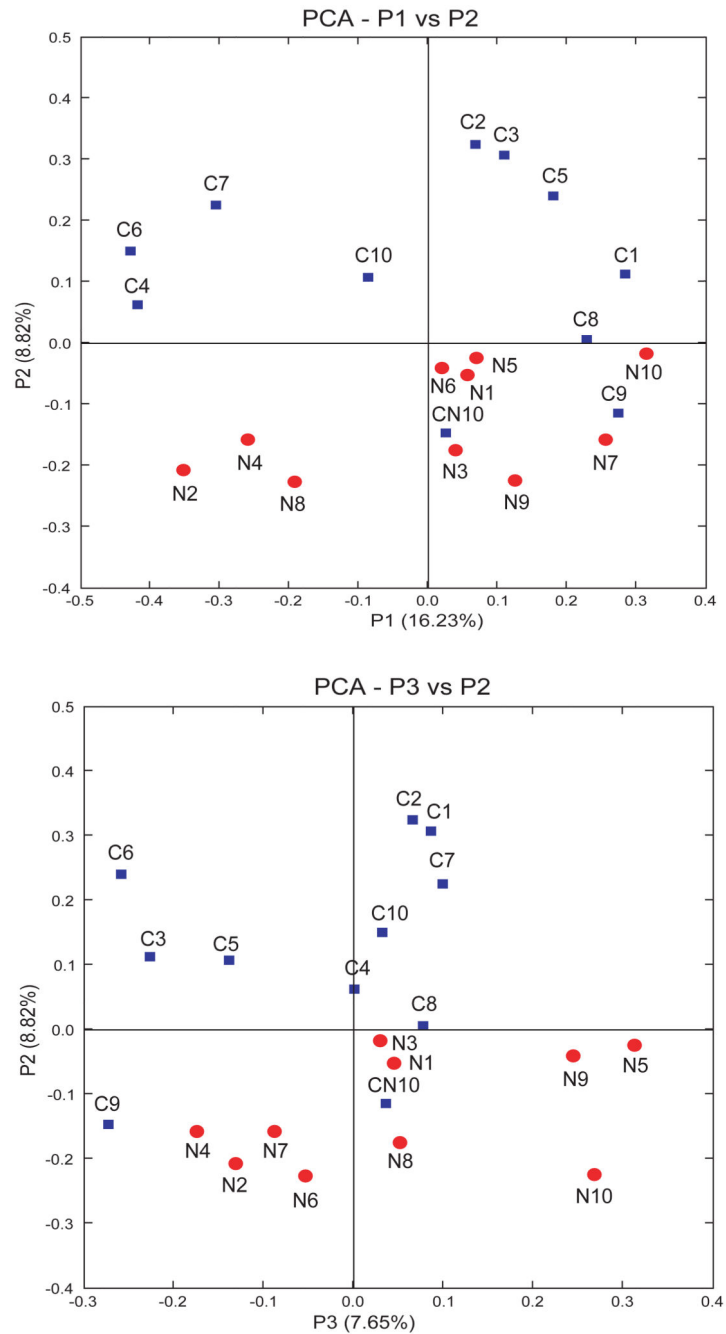 PCA - P1 vs P2
0.5
0.4
0.3
0.2
0.1
0.0
-0.1
-0.2
-0.3
-0.4
P2 (8.82%)
C2
C3
C7
C5
C6
C10
C1
C4
C8
N5
N10
N6
N1
C9
CN10
N4
N3
N7
N2
N8
N9
-0.5 -0.4 -0.3 -0.2 -0.1 0.0 0.1 0.2 0.3 0.4
P1 (16.23%)
PCA - P3 vs P2
0.5
0.4
0.3
0.2
0.1
0.0
-0.1
-0.2
-0.3
-0.4
P2 (8.82%)
C2
C1
C6
C7
C10
C3
C5
C4
C8
N3
N1
N9
N5
CN10
C9
N4
N7
N8
N2
N6
N10
-0.3 -0.2 -0.1 0.0 0.1 0.2 0.3 0.4
P3 (7.65%)